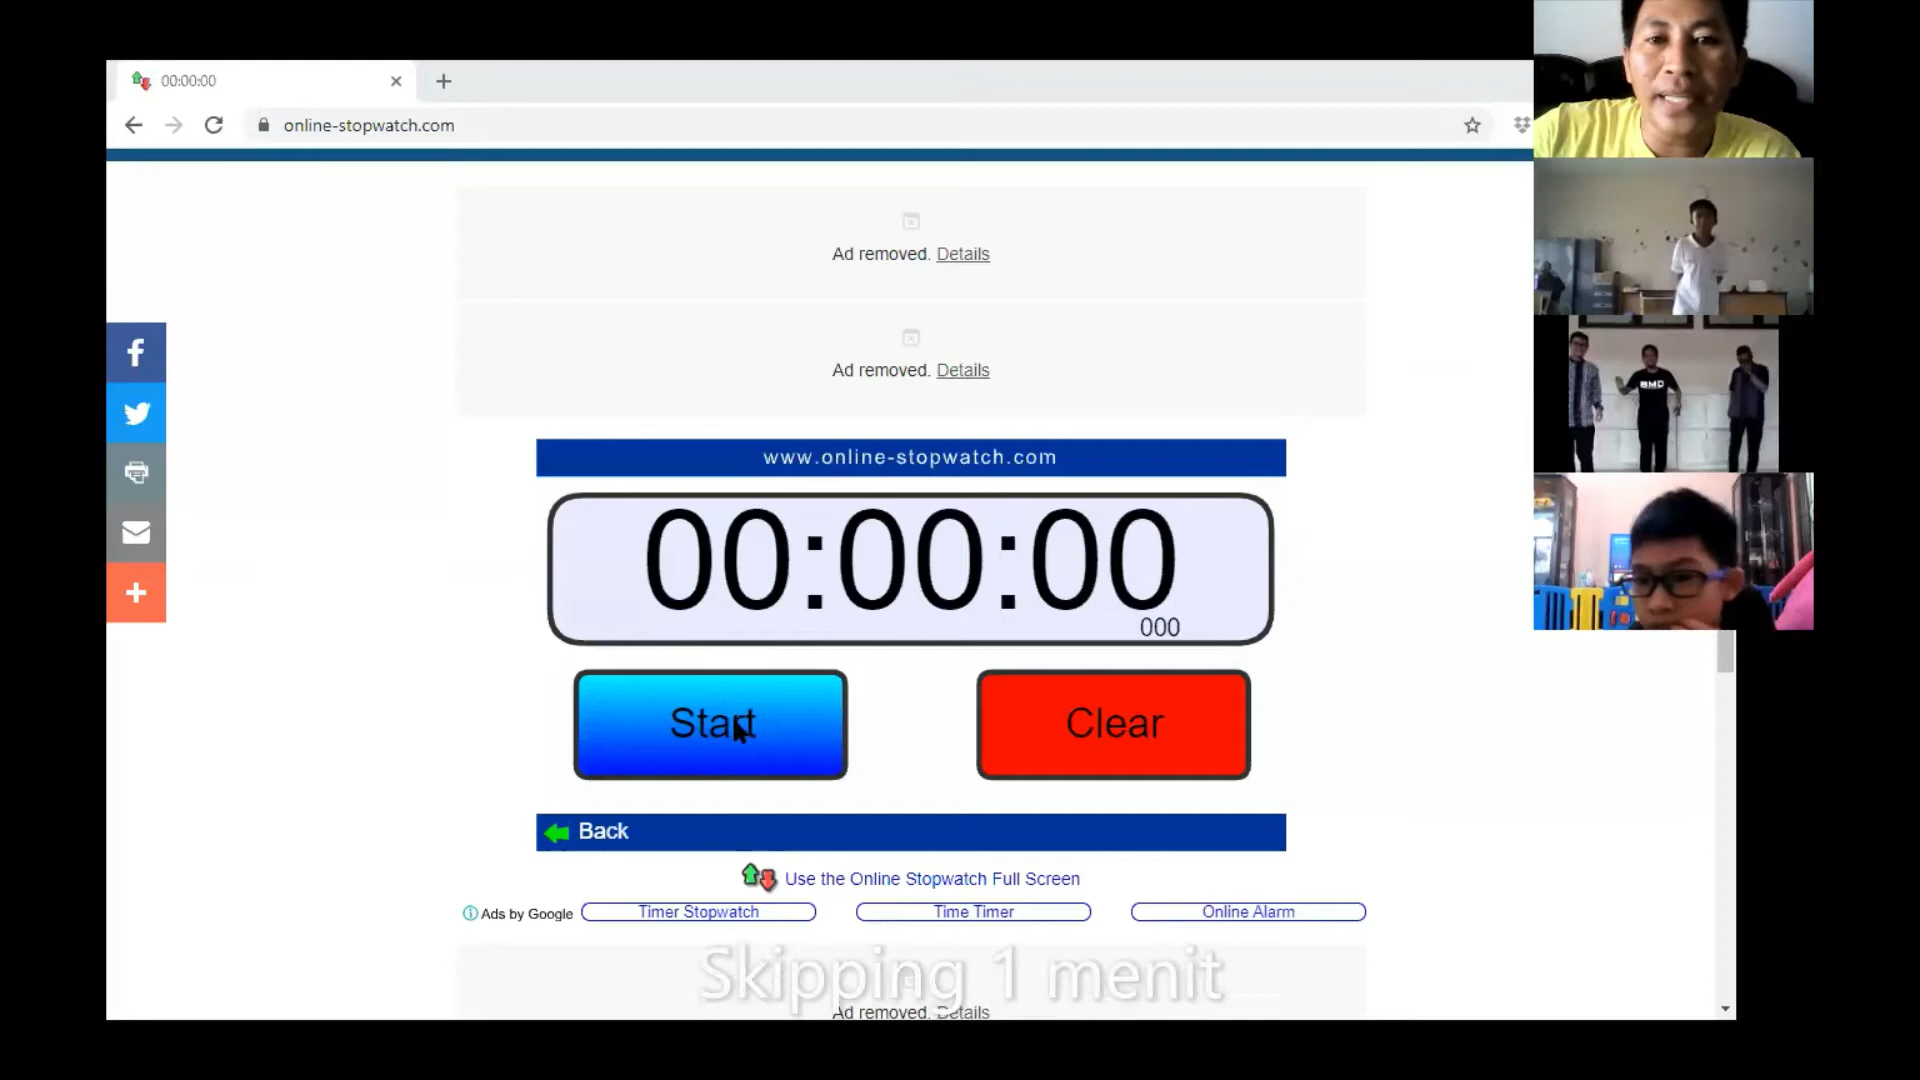 00:00:00
online-stopwatch.com
Ad removed. Details
Ad removed. Details
www.online-stopwatch.com
00:00:00
000
Start
Clear
Back
Use the Online Stopwatch Full Screen
Ads by Google
Timer Stopwatch
Time Timer
Online Alarm
Skipping 1 menit
Ad removed. Details
BMD